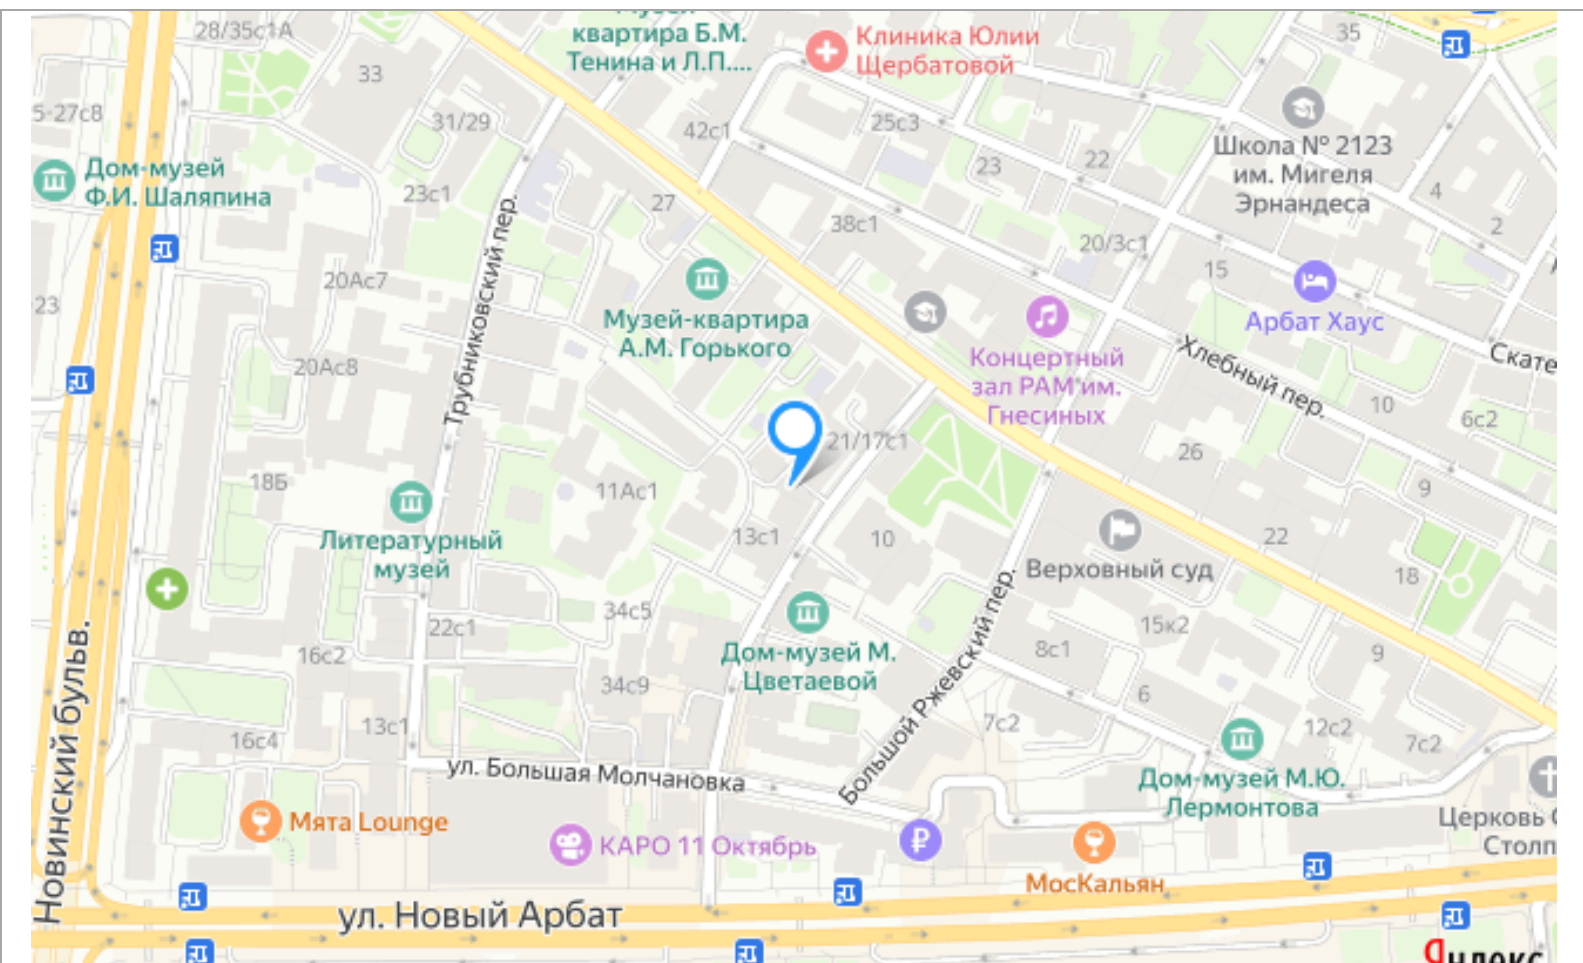 28/35с1А
квартира Б.М.
Тенина и Л.П....
Клиника Юлии
Щербатовой
35
33
5-27с8
31/29
42с1
25с3
Школа № 2123
им. Мигеля
Эрнандеса
Дом-музей
Ф.И. Шаляпина
23с1
27
23
22
4
2
38с1
20/3с1
15
20Ас7
23
Трубниковский пер.
Музей-квартира
А.М. Горького
Арбат Хаус
Концертный
зал РАМ им.
Гнесиных
Хлебный пер.
Скате
20Ас8
10
6с2
21/17с1
26
18Б
11Ас1
9
Литературный
музей
13с1
10
22
Верховный суд
18
34с5
22с1
Дом-музей М.
Цветаевой
Большой Ржевский пер.
15к2
8с1
9
16с2
34с9
6
Новинский бульв.
13с1
16с4
7с2
12с2
7с2
ул. Большая Молчановка
Дом-музей М.Ю.
Лермонтова
Мята Lounge
КАРО 11 Октябрь
₽
МосКальян
Церковь С
Столп
ул. Новый Арбат
Яндекс